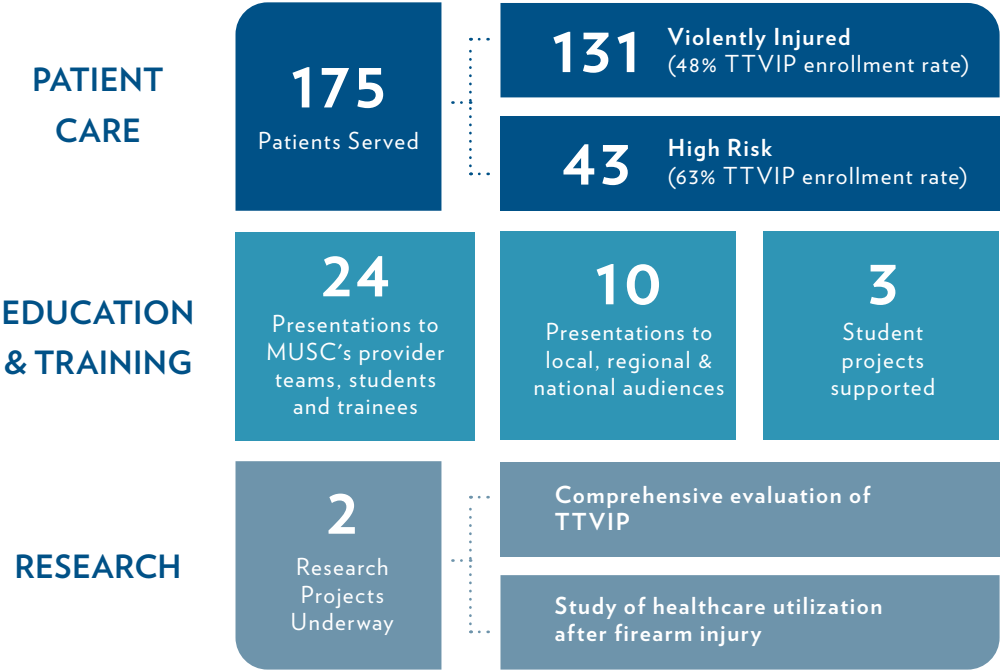 PATIENT
CARE
175
Patients Served
131
Violently Injured
(48% TTVIP enrollment rate)
43
High Risk
(63% TTVIP enrollment rate)
EDUCATION
& TRAINING
24
Presentations to
MUSC's provider
teams, students
and trainees
10
Presentations to
local, regional &
national audiences
3
Student
projects
supported
RESEARCH
2
Research
Projects
Underway
Comprehensive evaluation of
TTVIP
Study of healthcare utilization
after firearm injury